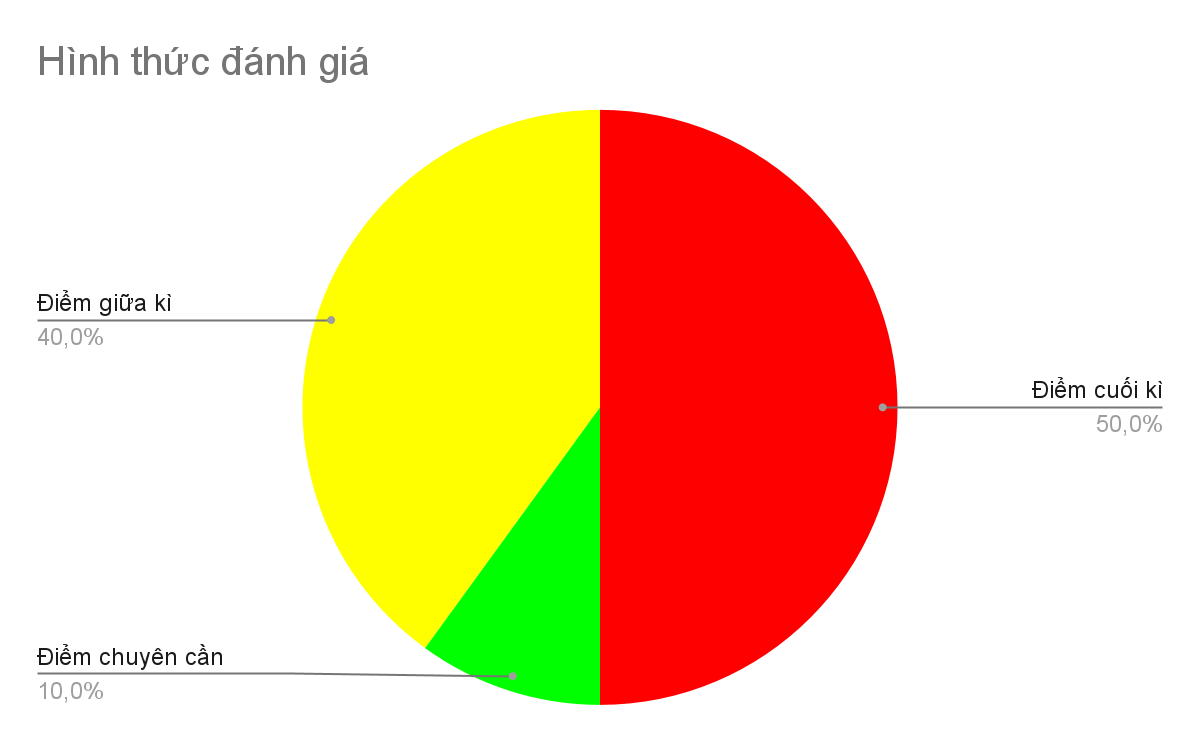 Hình thức đánh giá
Điểm giữa kì
40,0%
Điểm cuối kì
50,0%
Điểm chuyên cần
10,0%